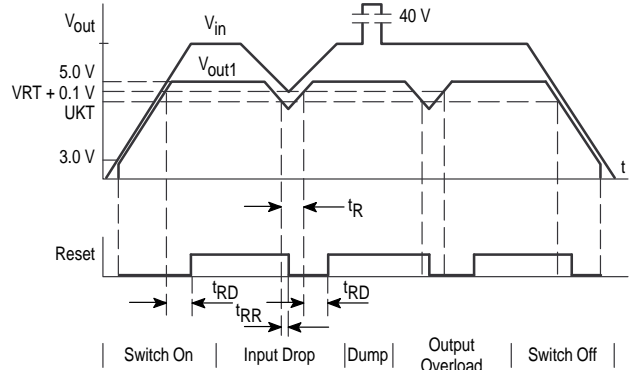 Vout
Vin
40 V
5.0 V
Vout1
VRT + 0.1 V
UKT
3.0 V
t
tR
Reset
tRD
tRD
tRR
Switch On
Input Drop
Dump
Output
Overload
Switch Off